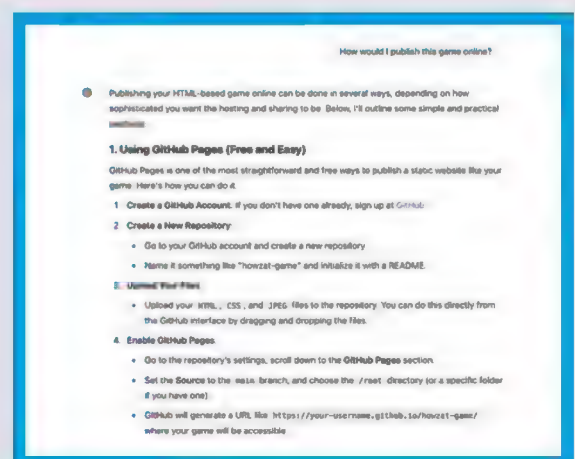 How would I publish this game online?
Publishing your HTML-based game online can be done in several ways, depending on how
sophisticated you want the hosting and sharing to be. Below, I'll outline some simple and practical
1. Using GitHub Pages (Free and Easy)
GitHub Pages is one of the most straightforward and free ways to publish a static website like your
game. Here's how you can do it
1 Create a GitHub Account. If you don't have one already, sign up at GitHub
2 Create a New Repository
• Go to your GitHub account and create a new repository
• Name it something like "howzat-game" and initialize it with a README.
3. Upload Your Files
• Upload your HTML, CSS, and JPEG files to the repository. You can do this directly from
the GitHub interface by dragging and dropping the files.
4. Enable GitHub Pages
• Go to the repository's settings, scroll down to the GitHub Pages section.
• Set the Source to the main branch, and choose the /root directory (or a specific folder
if you have one)
• GitHub will generate a URL like https://your-username.github.io/howzat-game/
where your game will be accessible